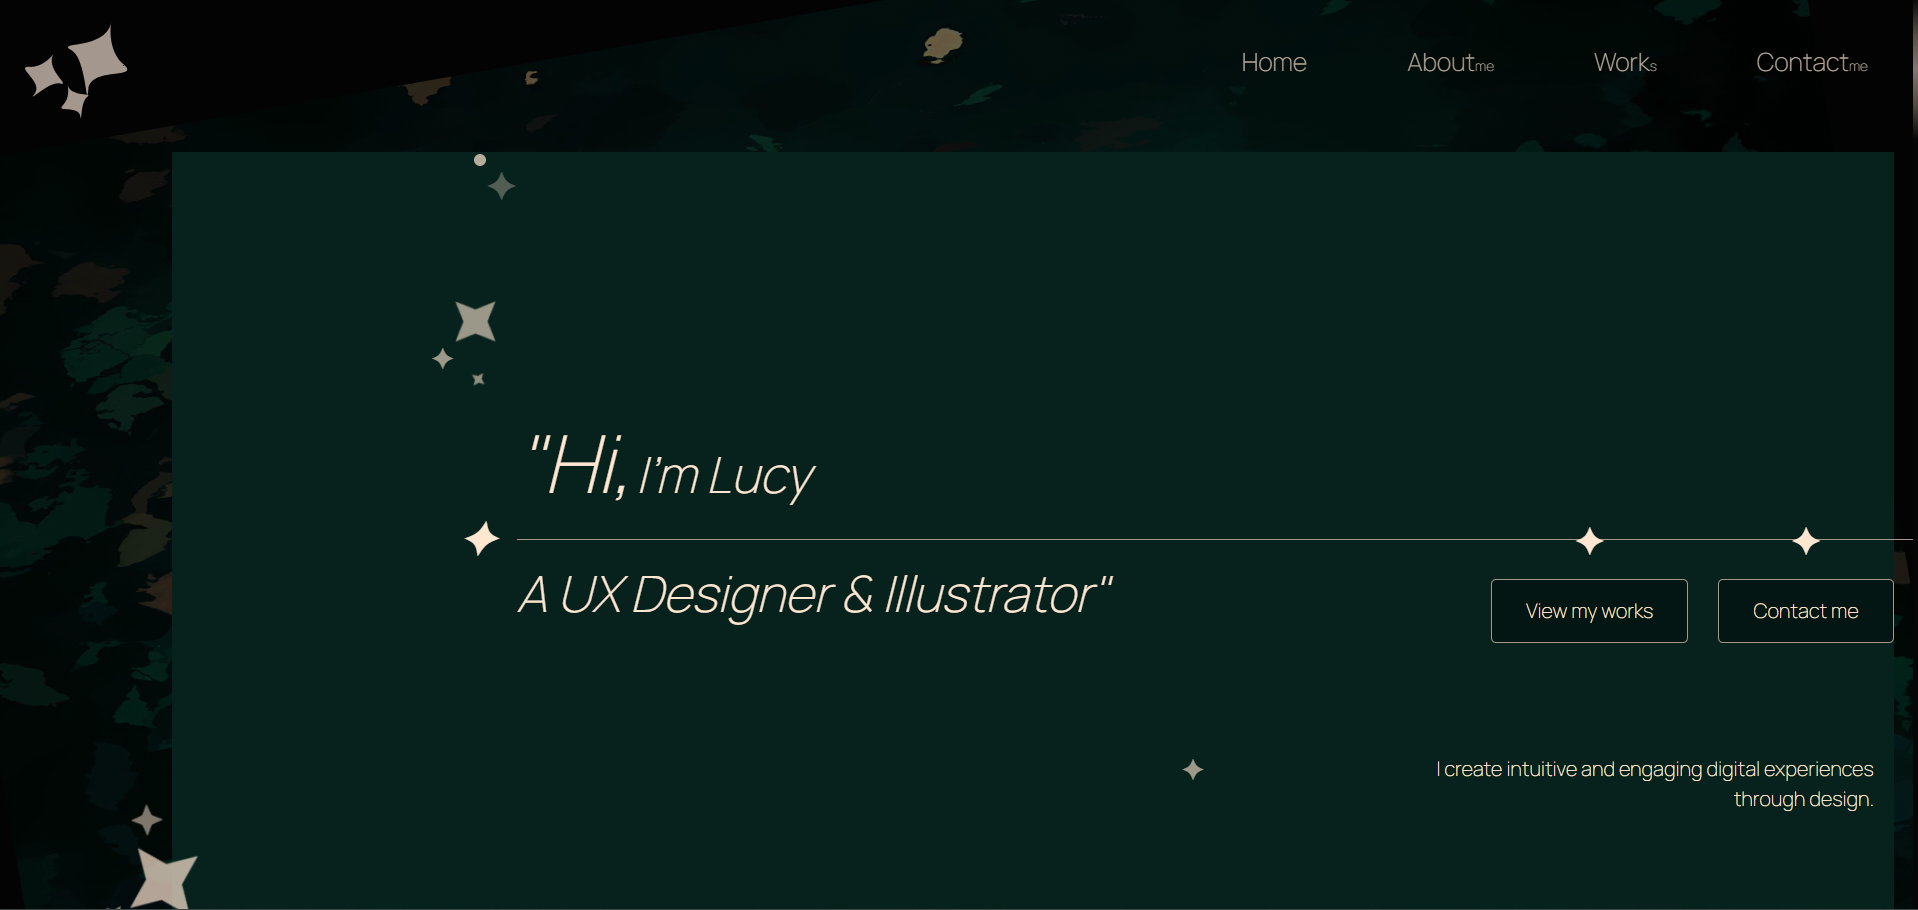 Home Aboutme Works Contactme
"Hi, I'm Lucy
A UX Designer & Illustrator"
View my works Contact me
I create intuitive and engaging digital experiences
through design.